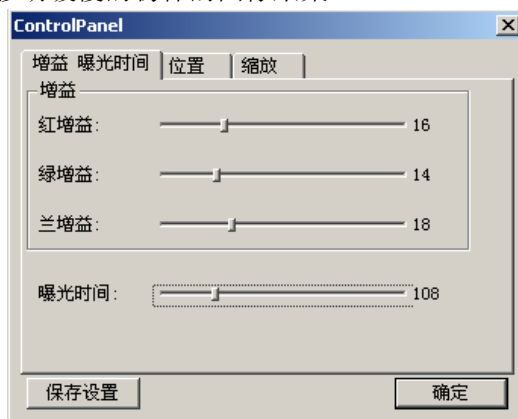 ControlPanel
增益 曝光时间 位置 缩放
增益
红增益: 16
绿增益: 14
兰增益: 18
曝光时间: 108
保存设置 确定